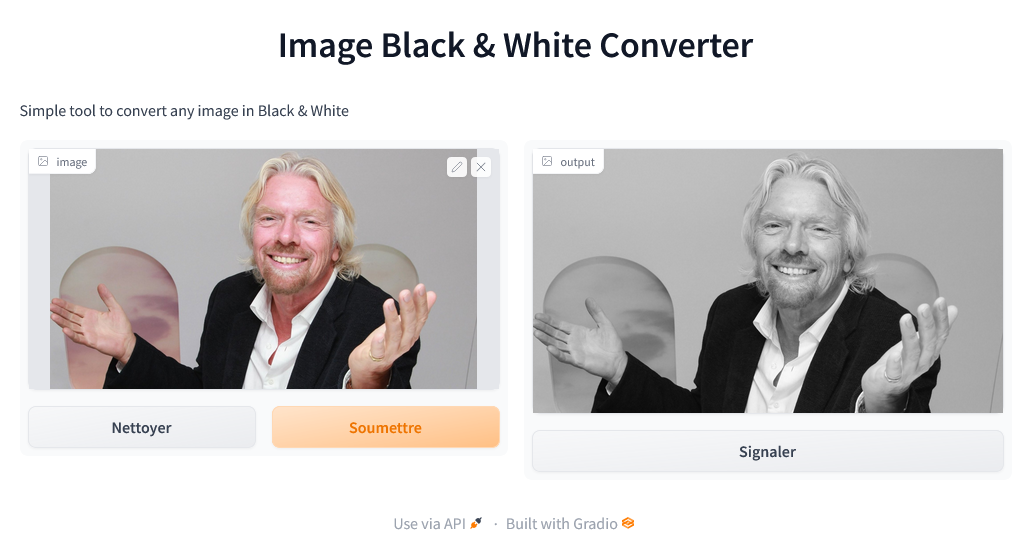 Image Black & White Converter
Simple tool to convert any image in Black & White
image
output
Nettoyer
Soumettre
Signaler
Use via API · Built with Gradio